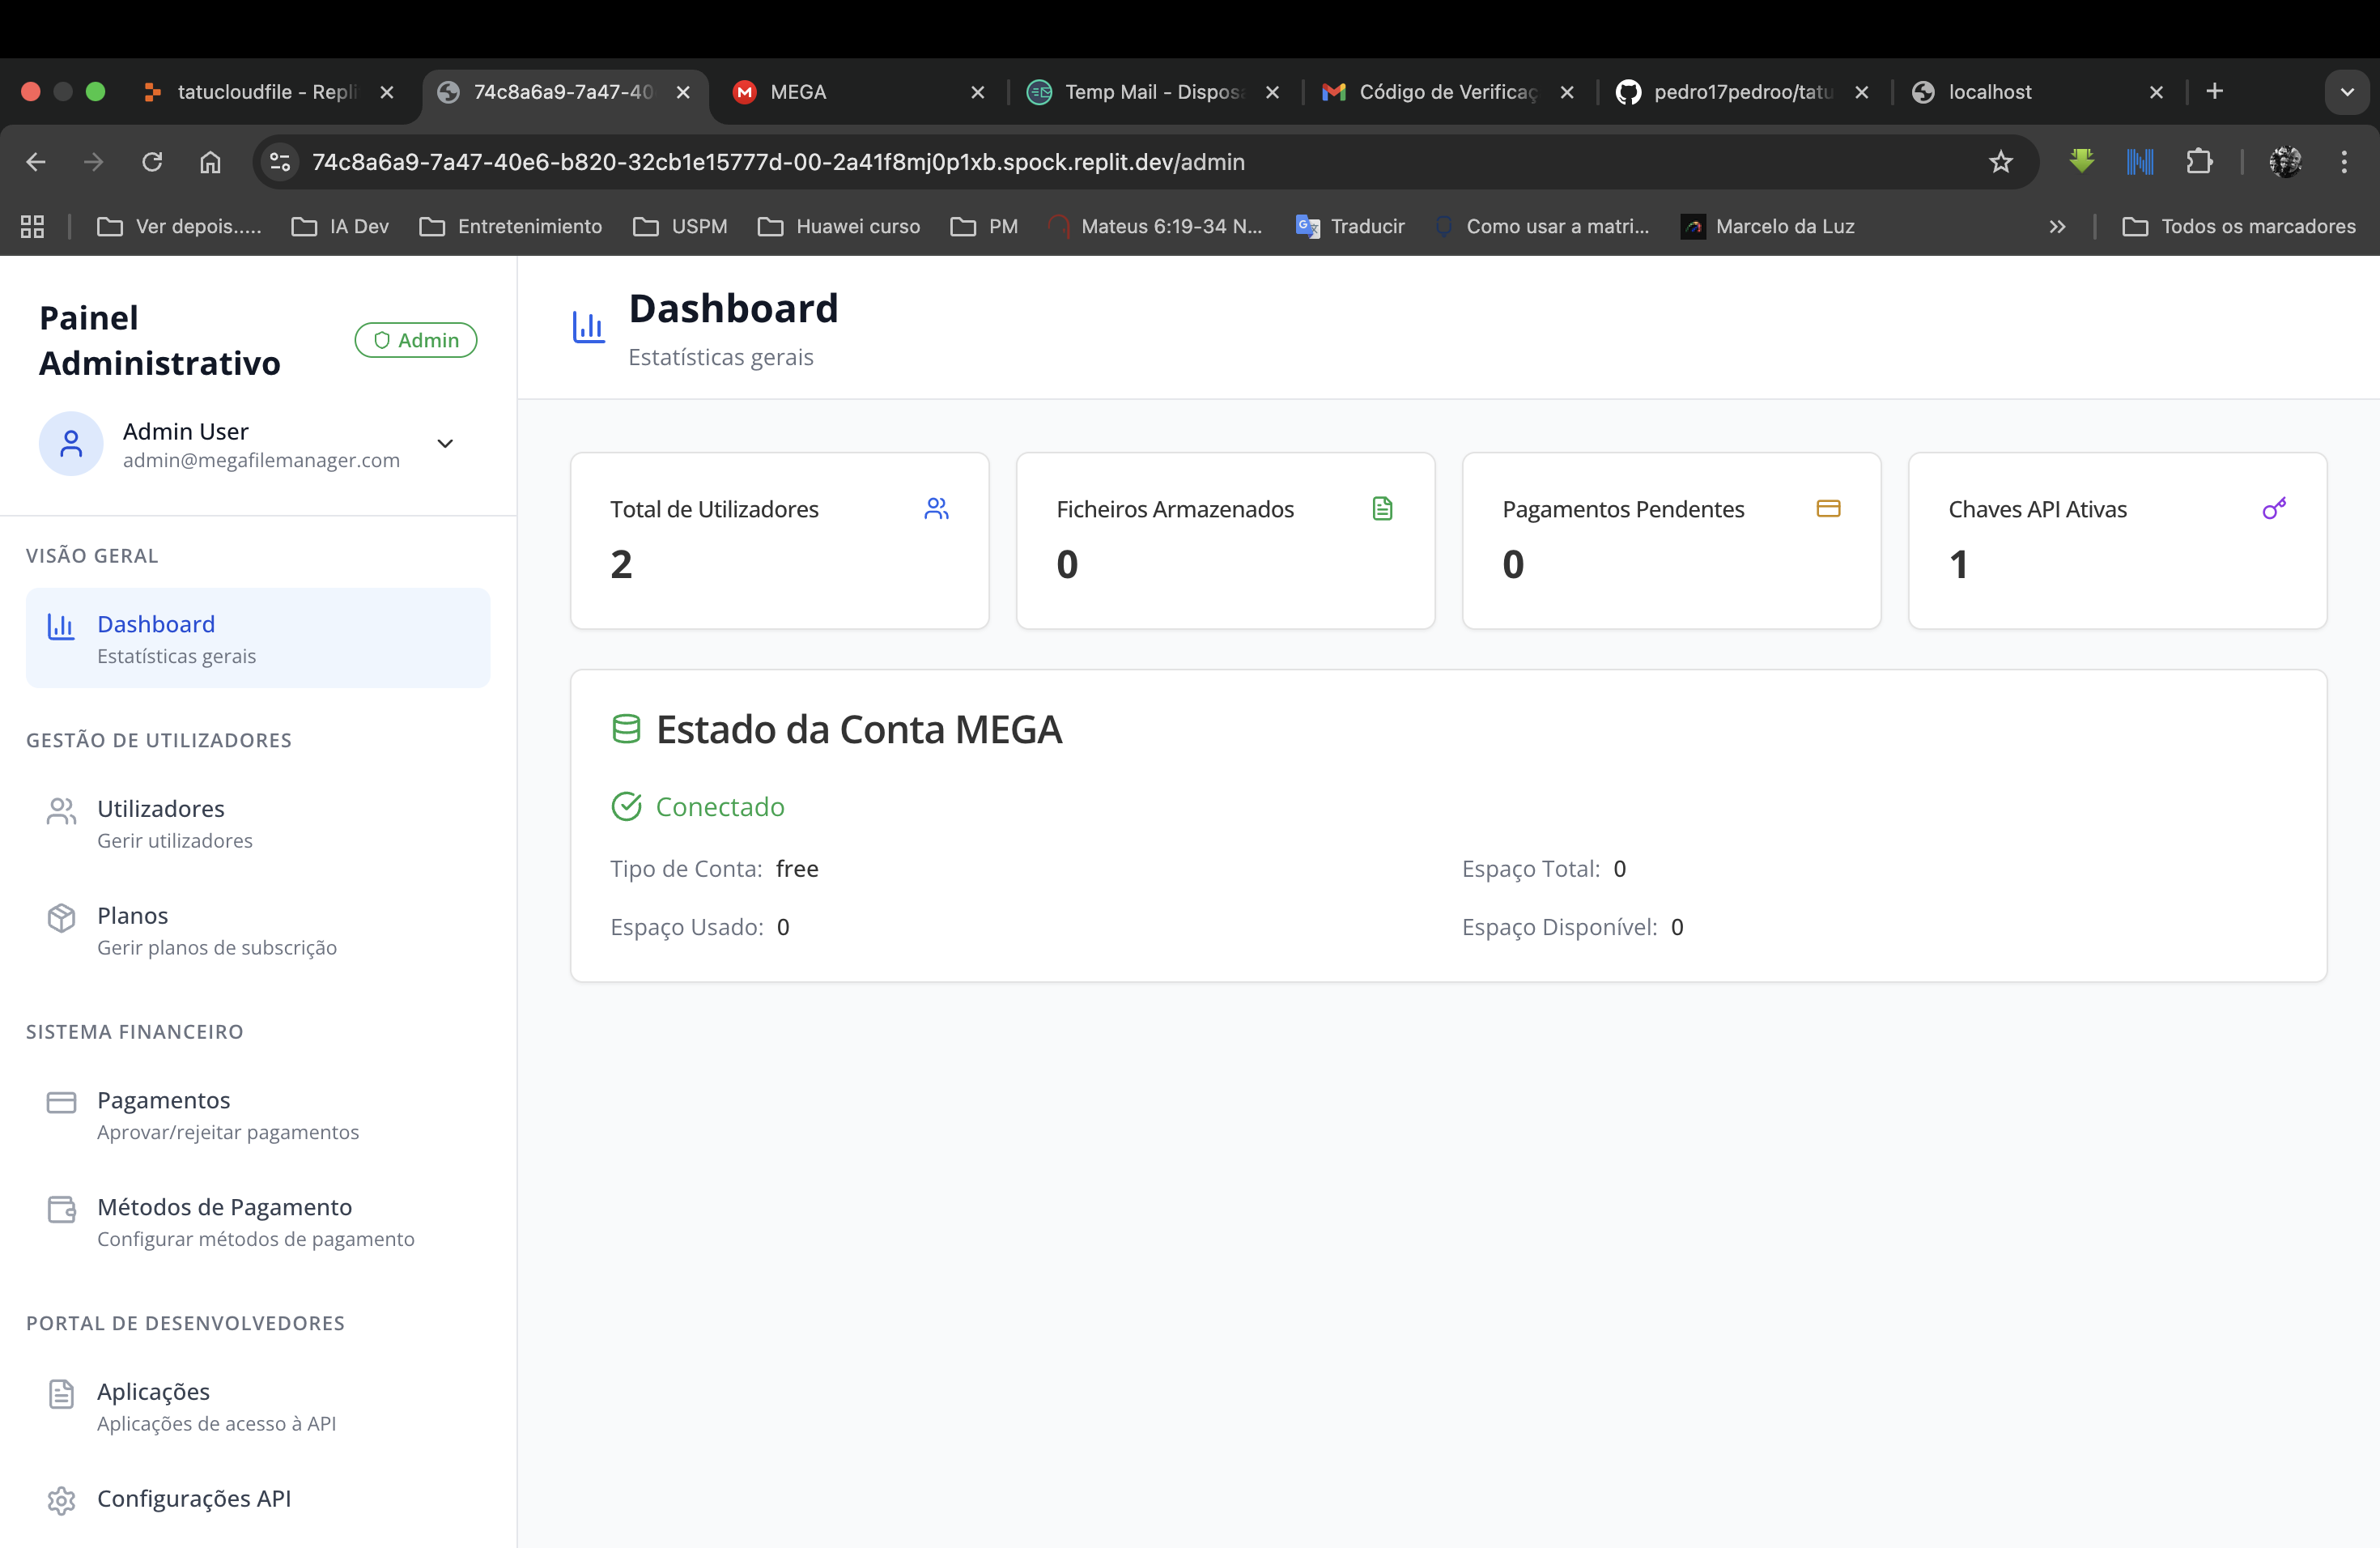 tatucloudfile - Repli
74c8a6a9-7a47-40
MEGA
Temp Mail - Dispos
Código de Verificaç
pedro17pedroo/tatu
localhost
74c8a6a9-7a47-40e6-b820-32cb1e15777d-00-2a41f8mj0p1xb.spock.replit.dev/admin
Ver depois.....
IA Dev
Entretenimiento
USPM
Huawei curso
PM
Mateus 6:19-34 N...
Traducir
Como usar a matri...
Marcelo da Luz
Todos os marcadores
Painel
Administrativo
Admin
Admin User
admin@megafilemanager.com
VISÃO GERAL
Dashboard
Estatísticas gerais
GESTÃO DE UTILIZADORES
Utilizadores
Gerir utilizadores
Planos
Gerir planos de subscrição
SISTEMA FINANCEIRO
Pagamentos
Aprovar/rejeitar pagamentos
Métodos de Pagamento
Configurar métodos de pagamento
PORTAL DE DESENVOLVEDORES
Aplicações
Aplicações de acesso à API
Configurações API
Dashboard
Estatísticas gerais
Total de Utilizadores
2
Ficheiros Armazenados
0
Pagamentos Pendentes
0
Chaves API Ativas
1
Estado da Conta MEGA
Conectado
Tipo de Conta: free
Espaço Total: 0
Espaço Usado: 0
Espaço Disponível: 0